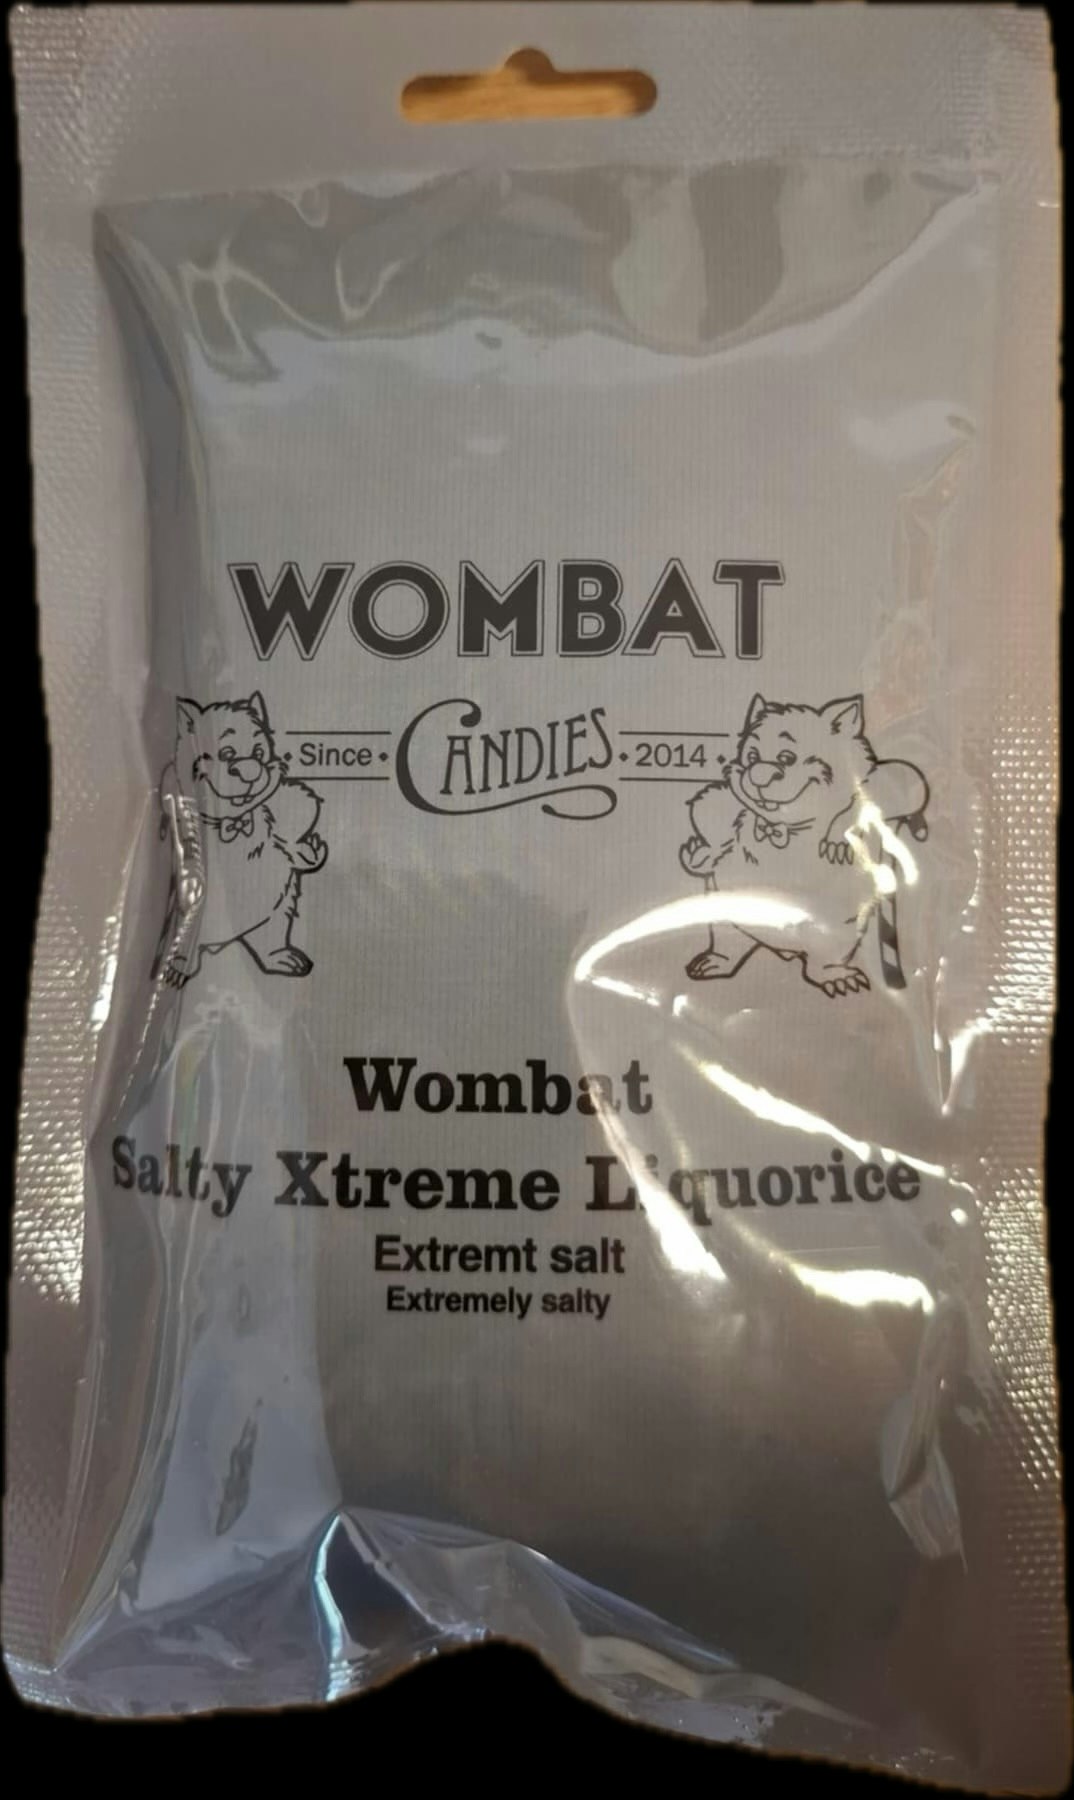 WOMBAT
Since CANDIES 2014
Wombat
Salty Xtreme Liquorice
Extremt salt
Extremely salty